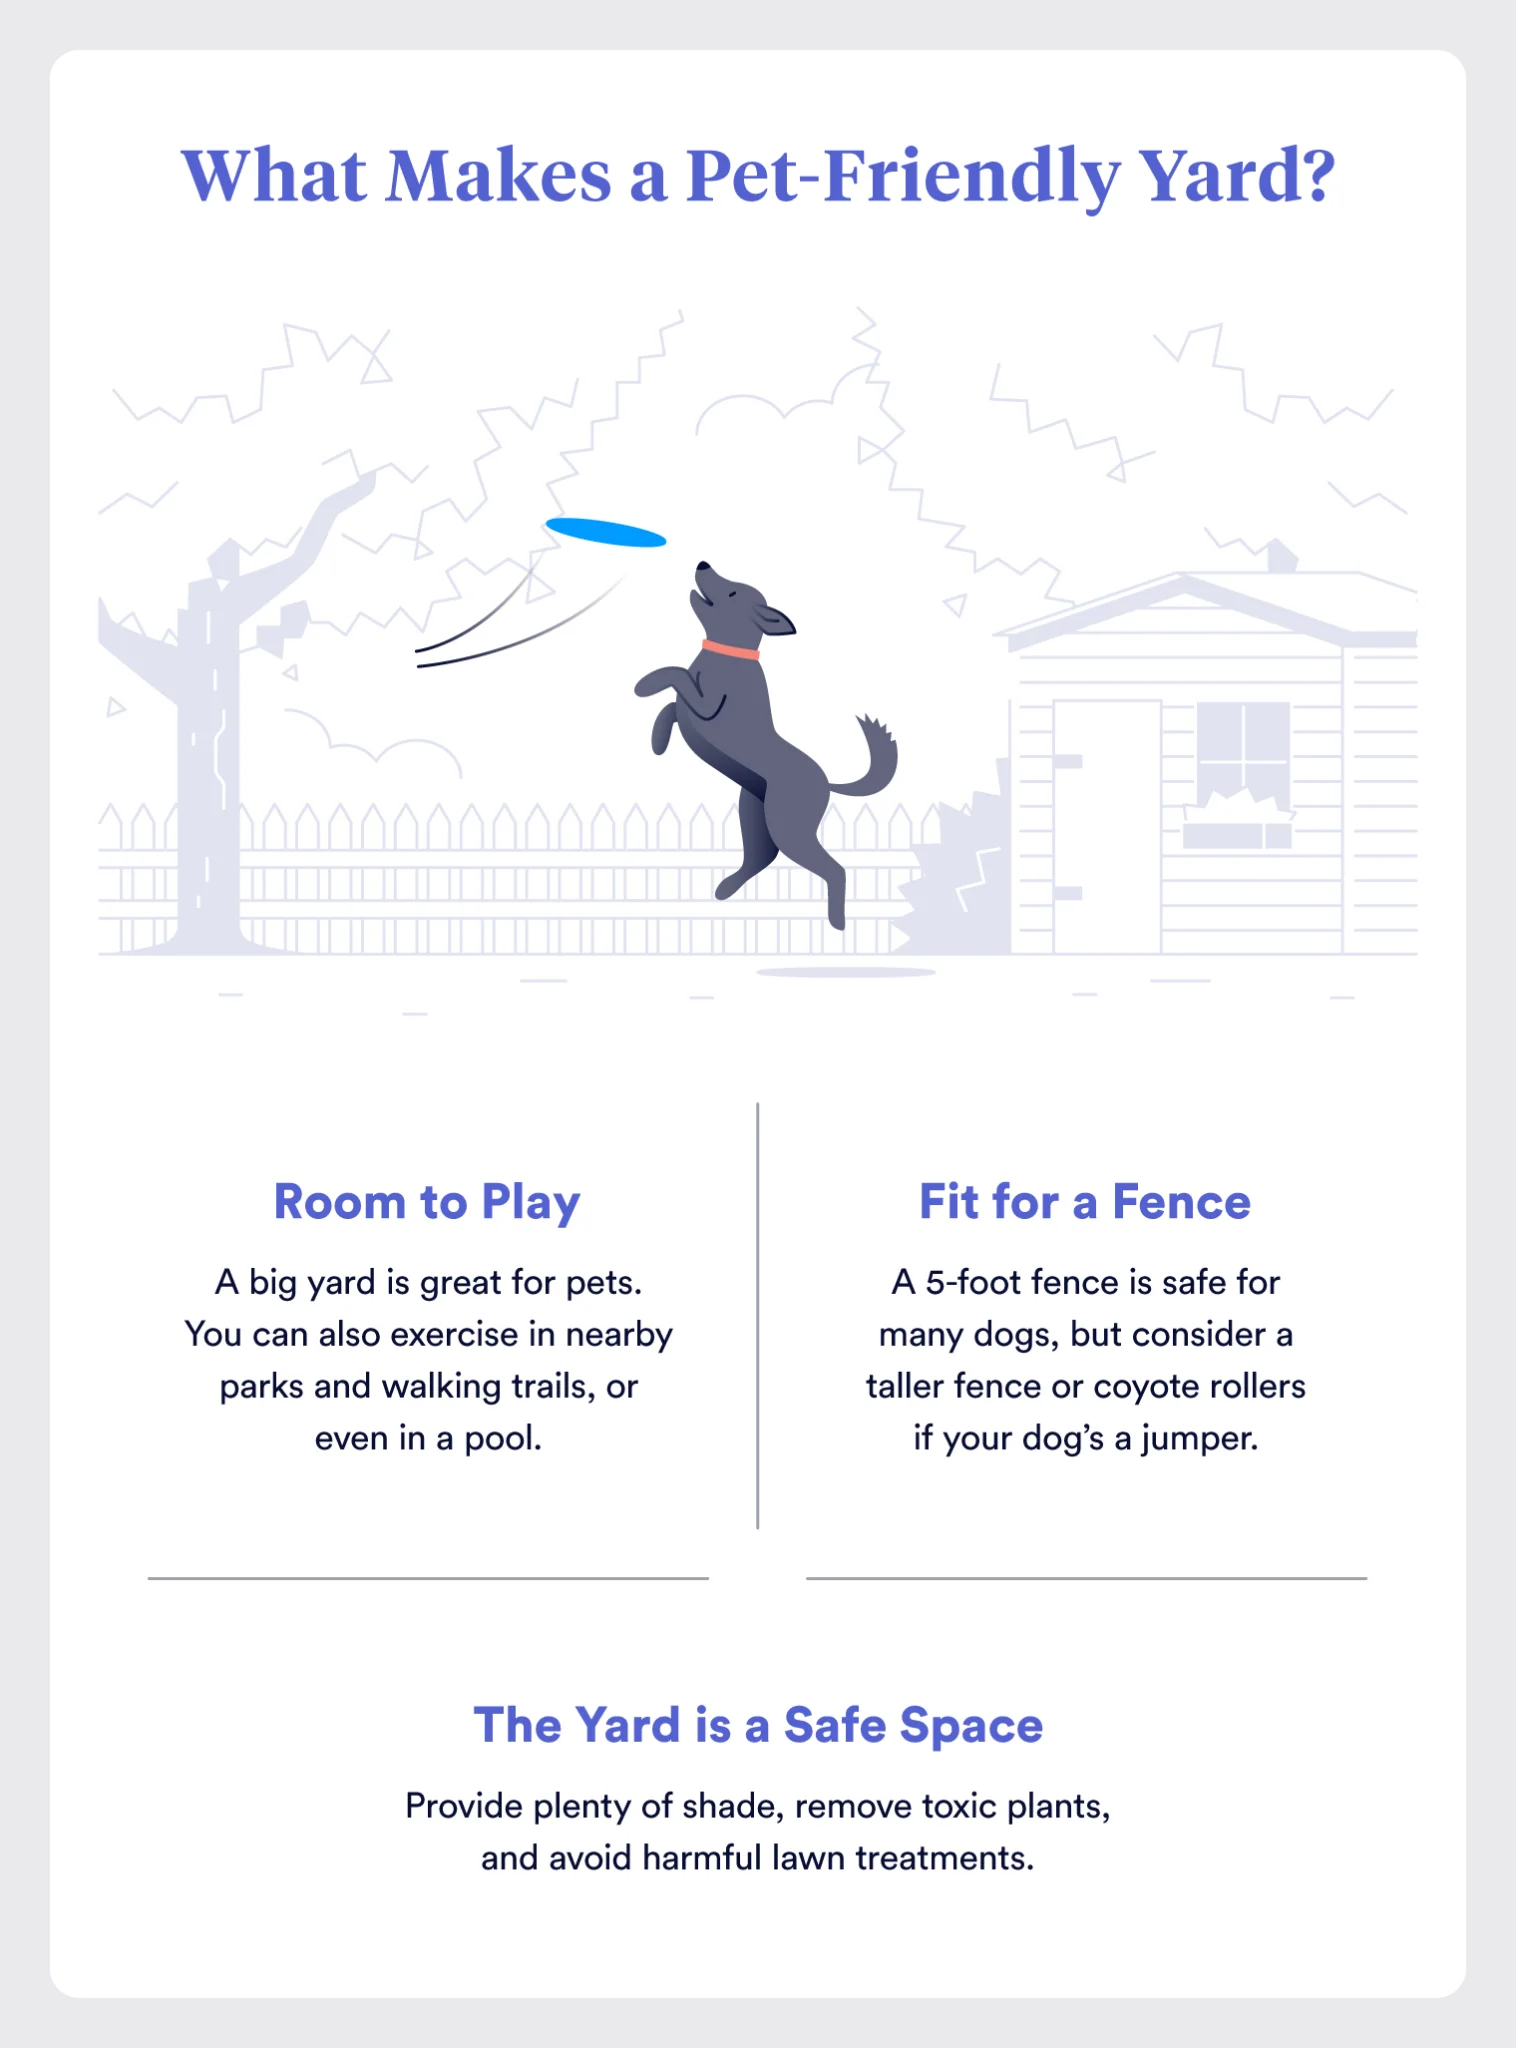 What Makes a Pet-Friendly Yard?
Room to Play
A big yard is great for pets.
You can also exercise in nearby
parks and walking trails, or
even in a pool.
Fit for a Fence
A 5-foot fence is safe for
many dogs, but consider a
taller fence or coyote rollers
if your dog’s a jumper.
The Yard is a Safe Space
Provide plenty of shade, remove toxic plants,
and avoid harmful lawn treatments.